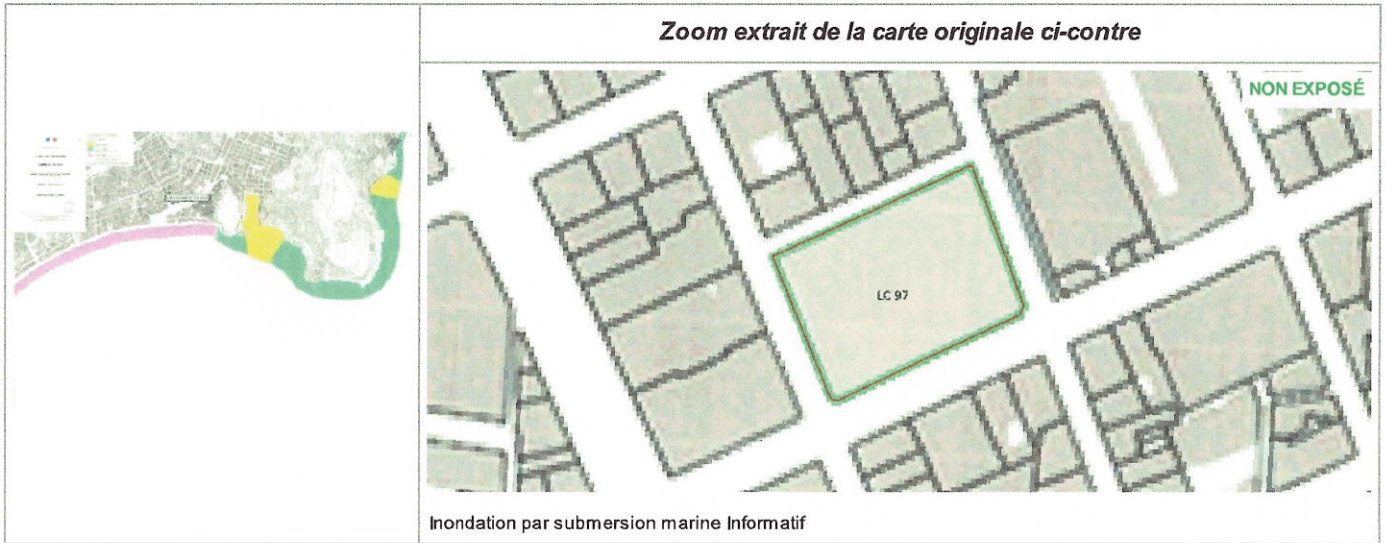 Zoom extrait de la carte originale ci-contre
NON EXPOSÉ
LC 97
Inondation par submersion marine Informatif